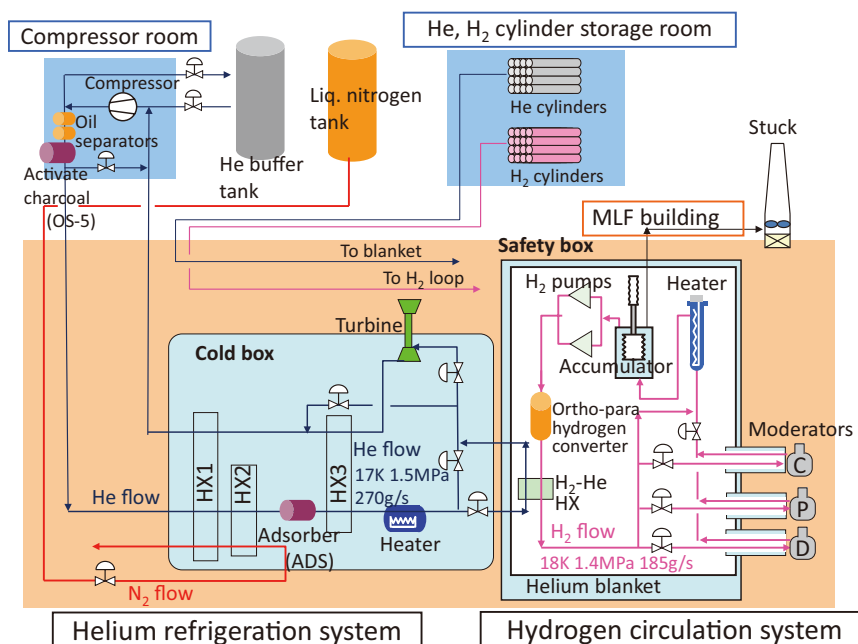 Compressor room
He, H2 cylinder storage room
Compressor
Oil
separators
Activate
charcoal
(OS-5)
He buffer
tank
Liq. nitrogen
tank
He cylinders
H2 cylinders
Stuck
MLF building
To blanket
To H2 loop
Safety box
H2 pumps
Heater
Accumulator
Turbine
Cold box
Ortho-para
hydrogen
converter
Moderators
He flow
17K 1.5MPa
270g/s
HX1
HX2
HX3
H2-He
HX
C
P
D
He flow
Adsorber
(ADS)
Heater
H2 flow
18K 1.4MPa 185g/s
N2 flow
Helium blanket
Helium refrigeration system
Hydrogen circulation system